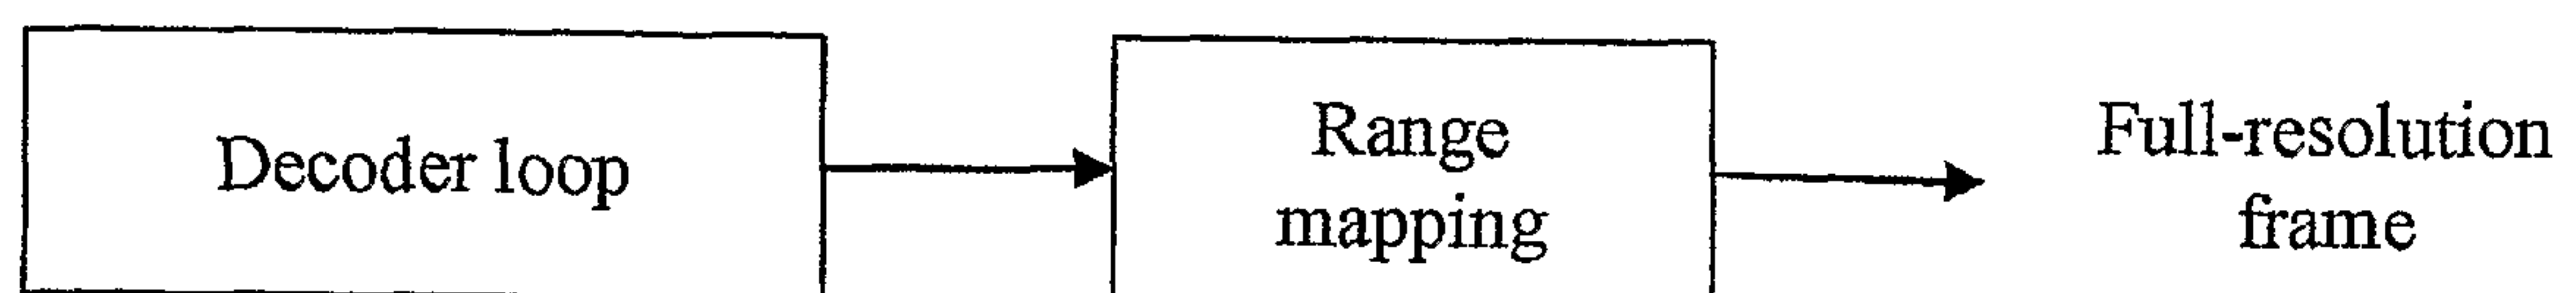 Decoder loop
Range
mapping
Full-resolution
frame